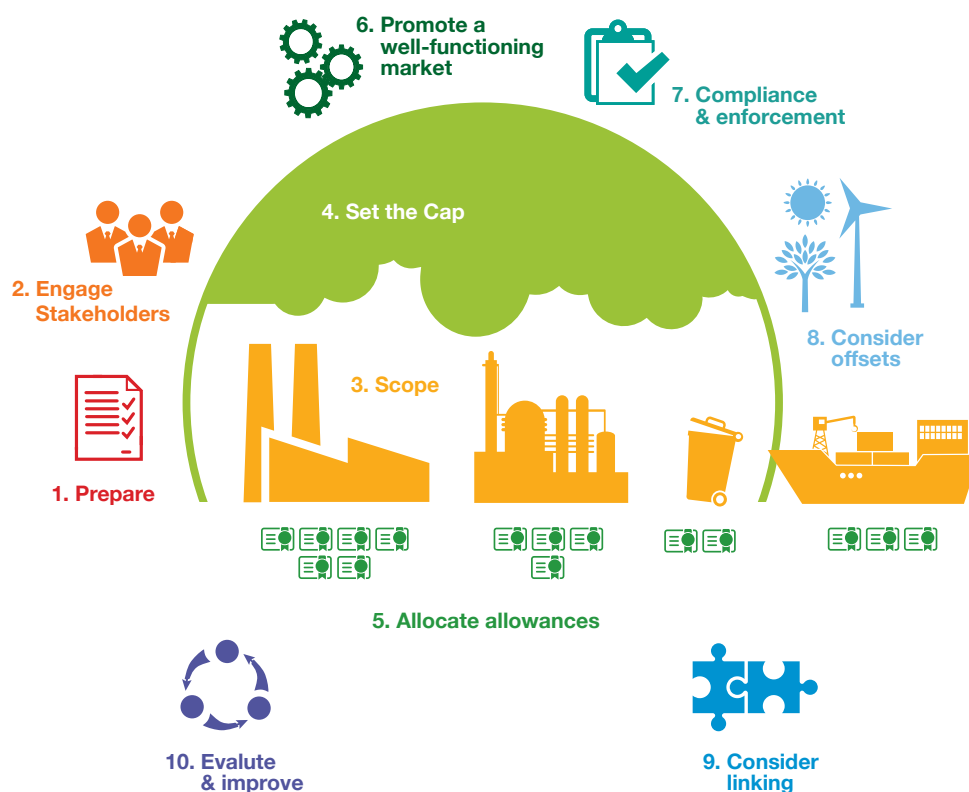 1. Prepare
2. Engage
Stakeholders
3. Scope
4. Set the Cap
5. Allocate allowances
6. Promote a
well-functioning
market
7. Compliance
& enforcement
8. Consider
offsets
9. Consider
linking
10. Evalute
& improve